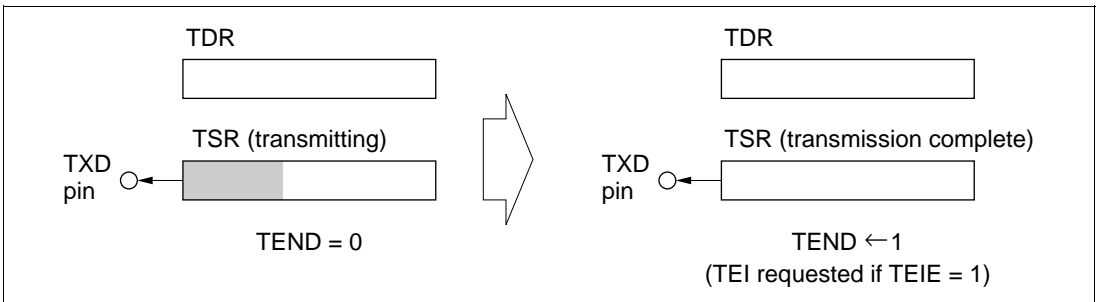 TDR
TSR (transmitting)
TXD
pin
TEND = 0
TDR
TSR (transmission complete)
TXD
pin
TEND ← 1
(TEI requested if TEIE = 1)